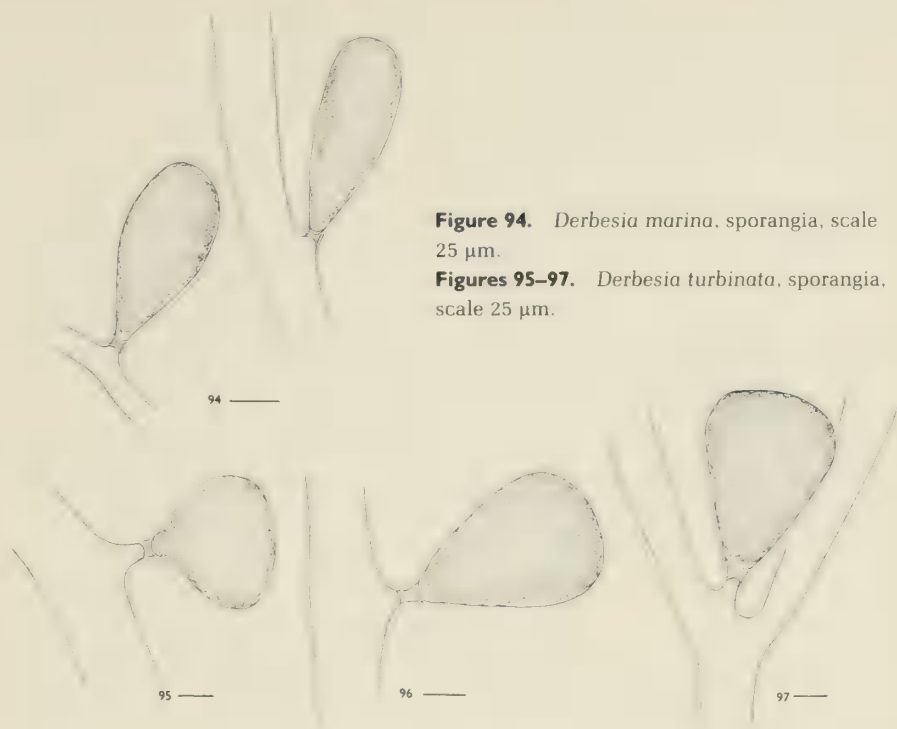 Figure 94. Derbesia marina, sporangia, scale
25 µm.
Figures 95–97. Derbesia turbinata, sporangia,
scale 25 µm.
94
95
96
97